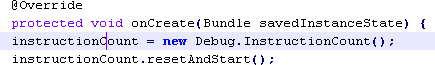 @Override
protected void onCreate(Bundle savedInstanceState) {
instructionCount = new Debug.InstructionCount();
instructionCount.resetAndStart();